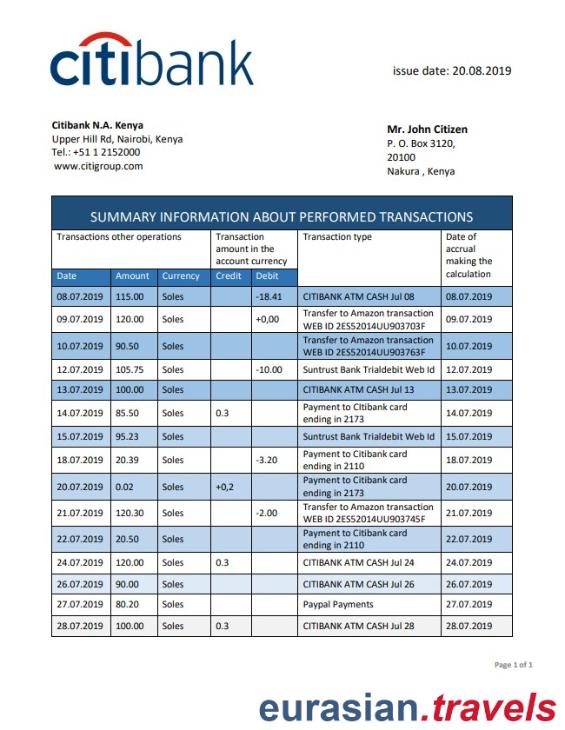 citibank
issue date: 20.08.2019
Citibank N.A. Kenya
Upper Hill Rd, Nairobi, Kenya
Tel.: +51 1 2152000
www.citigroup.com
Mr. John Citizen
P. O. Box 3120,
20100
Nakura , Kenya
SUMMARY INFORMATION ABOUT PERFORMED TRANSACTIONS
Transactions other operations
Transaction
amount in the
account currency
Transaction type
Date of
accrual
making the
calculation
Date Amount Currency Credit Debit
08.07.2019 115.00 Soles -18.41 CITIBANK ATM CASH Jul 08 08.07.2019
09.07.2019 120.00 Soles +0,00 Transfer to Amazon transaction
WEB ID 2ES52014UU903703F 09.07.2019
10.07.2019 90.50 Soles Transfer to Amazon transaction
WEB ID 2ES52014UU903763F 10.07.2019
12.07.2019 105.75 Soles -10.00 Suntrust Bank Trialdebit Web Id 12.07.2019
13.07.2019 100.00 Soles CITIBANK ATM CASH Jul 13 13.07.2019
14.07.2019 85.50 Soles 0.3 Payment to CItibank card
ending in 2173 14.07.2019
15.07.2019 95.23 Soles Suntrust Bank Trialdebit Web Id 15.07.2019
18.07.2019 20.39 Soles -3.20 Payment to Citibank card
ending in 2110 18.07.2019
20.07.2019 0.02 Soles +0,2 Payment to Citibank card
ending in 2173 20.07.2019
21.07.2019 120.30 Soles -2.00 Transfer to Amazon transaction
WEB ID 2ES52014UU903745F 21.07.2019
22.07.2019 20.50 Soles Payment to Citibank card
ending in 2110 22.07.2019
24.07.2019 120.00 Soles 0.3 CITIBANK ATM CASH Jul 24 24.07.2019
26.07.2019 90.00 Soles CITIBANK ATM CASH Jul 26 26.07.2019
27.07.2019 80.20 Soles Paypal Payments 27.07.2019
28.07.2019 100.00 Soles 0.3 CITIBANK ATM CASH Jul 28 28.07.2019
Page 1 of 1
eurasian.travels